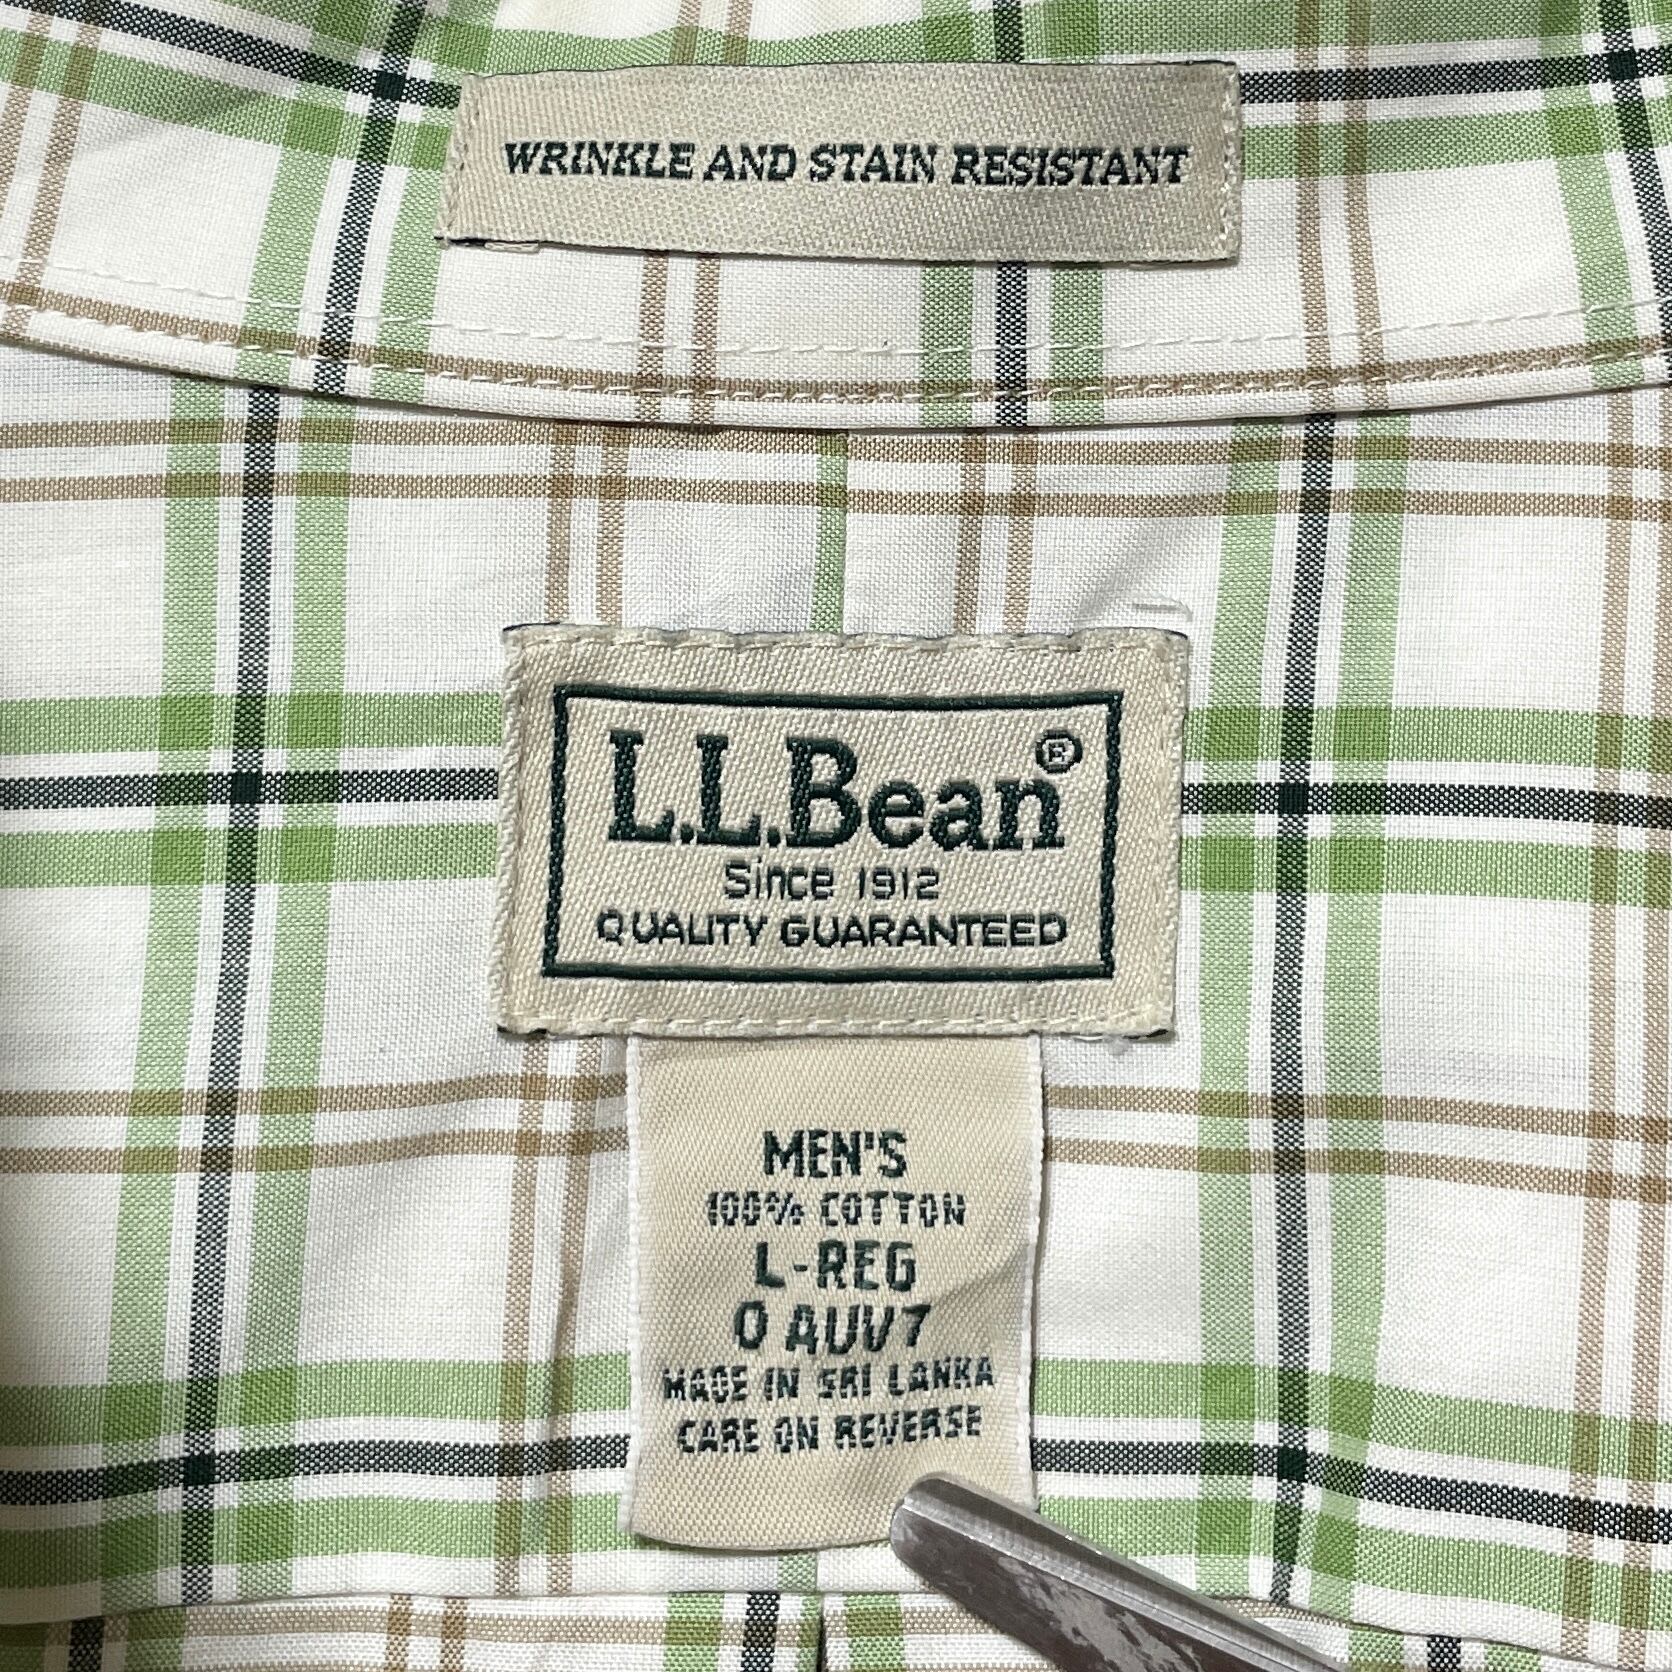 WRINKLE AND STAIN RESISTANT
L.L.Bean®
Since 1912
QUALITY GUARANTEED
MEN'S
100% COTTON
L-REG
0 AUV7
MADE IN SRI LANKA
CARE ON REVERSE